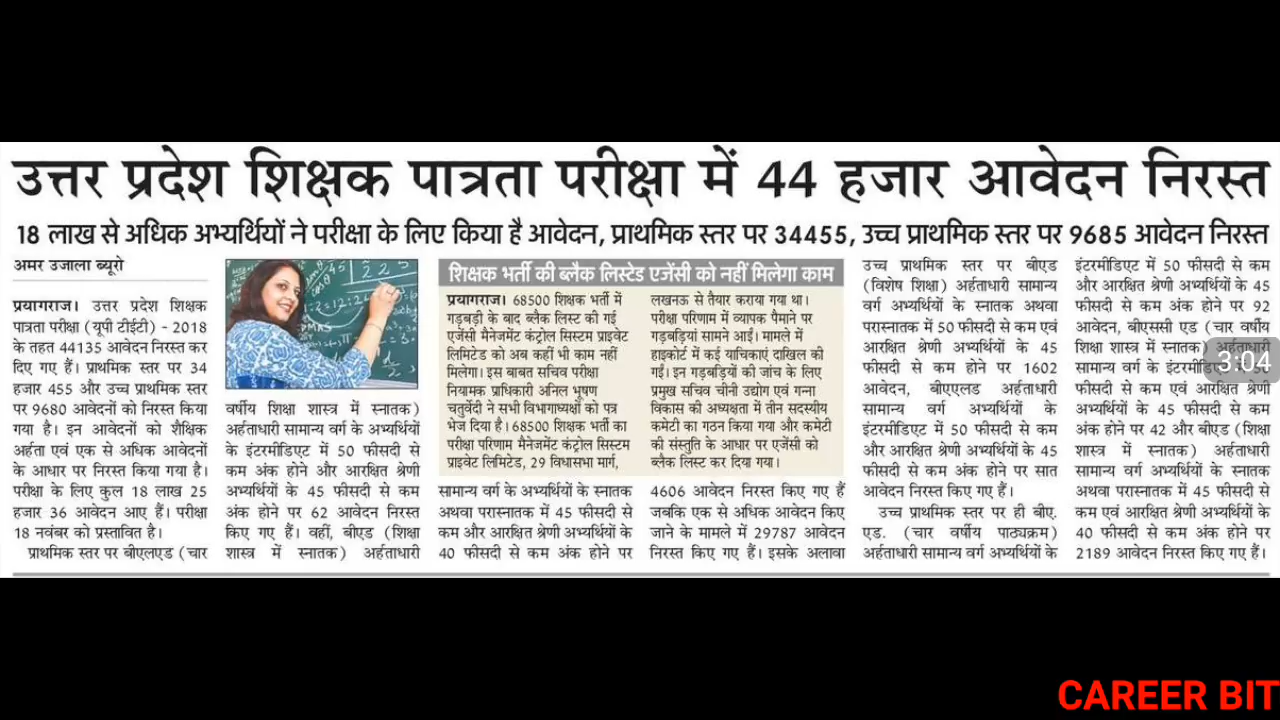 उत्तर प्रदेश शिक्षक पात्रता परीक्षा में 44 हजार आवेदन निरस्त
18 लाख से अधिक अभ्यर्थियों ने परीक्षा के लिए किया है आवेदन, प्राथमिक स्तर पर 34455, उच्च प्राथमिक स्तर पर 9685 आवेदन निरस्त
अमर उजाला ब्यूरो
प्रयागराज। उत्तर प्रदेश शिक्षक
पात्रता परीक्षा (यूपी टीईटी) - 2018
के तहत 44135 आवेदन निरस्त कर
दिए गए हैं। प्राथमिक स्तर पर 34
हजार 455 और उच्च प्राथमिक स्तर
पर 9680 आवेदनों को निरस्त किया
गया है। इन आवेदनों को शैक्षिक
अर्हता एवं एक से अधिक आवेदनों
के आधार पर निरस्त किया गया है।
परीक्षा के लिए कुल 18 लाख 25
हजार 36 आवेदन आए हैं। परीक्षा
18 नवंबर को प्रस्तावित है।
प्राथमिक स्तर पर बीएलएड (चार
वर्षीय शिक्षा शास्त्र में स्नातक)
अर्हताधारी सामान्य वर्ग के अभ्यर्थियों
के इंटरमीडिएट में 50 फीसदी से
कम अंक होने और आरक्षित श्रेणी
अभ्यर्थियों के 45 फीसदी से कम
अंक होने पर 62 आवेदन निरस्त
किए गए हैं। वहीं, बीएड (शिक्षा
शास्त्र में स्नातक) अर्हताधारी
शिक्षक भर्ती की ब्लैक लिस्टेड एजेंसी को नहीं मिलेगा काम
प्रयागराज। 68500 शिक्षक भर्ती में
गड़बड़ी के बाद ब्लैक लिस्ट की गई
एजेंसी मैनेजमेंट कंट्रोल सिस्टम प्राइवेट
लिमिटेड को अब कहीं भी काम नहीं
मिलेगा। इस बाबत सचिव परीक्षा
नियामक प्राधिकारी अनिल भूषण
चतुर्वेदी ने सभी विभागाध्यक्षों को पत्र
भेज दिया है। 68500 शिक्षक भर्ती का
परीक्षा परिणाम मैनेजमेंट कंट्रोल सिस्टम
प्राइवेट लिमिटेड, 29 विधासभा मार्ग,
लखनऊ से तैयार कराया गया था।
परीक्षा परिणाम में व्यापक पैमाने पर
गड़बड़ियां सामने आईं। मामले में
हाइकोर्ट में कई याचिकाएं दाखिल की
गईं। इन गड़बड़ियों की जांच के लिए
प्रमुख सचिव चीनी उद्योग एवं गन्ना
विकास की अध्यक्षता में तीन सदस्यीय
कमेटी का गठन किया गया और कमेटी
की संस्तुति के आधार पर एजेंसी को
ब्लैक लिस्ट कर दिया गया।
सामान्य वर्ग के अभ्यर्थियों के स्नातक
अथवा परास्नातक में 45 फीसदी से
कम और आरक्षित श्रेणी अभ्यर्थियों के
40 फीसदी से कम अंक होने पर
4606 आवेदन निरस्त किए गए हैं
जबकि एक से अधिक आवेदन किए
जाने के मामले में 29787 आवेदन
निरस्त किए गए हैं। इसके अलावा
उच्च प्राथमिक स्तर पर बीएड
(विशेष शिक्षा) अर्हताधारी सामान्य
वर्ग अभ्यर्थियों के स्नातक अथवा
परास्नातक में 50 फीसदी से कम एवं
आरक्षित श्रेणी अभ्यर्थियों के 45
फीसदी से कम होने पर 1602
आवेदन, बीएएलड अर्हताधारी
सामान्य वर्ग अभ्यर्थियों के
इंटरमीडिएट में 50 फीसदी से कम
और आरक्षित श्रेणी अभ्यर्थियों के 45
फीसदी से कम अंक होने पर सात
आवेदन निरस्त किए गए हैं।
उच्च प्राथमिक स्तर पर ही बीए.
एड. (चार वर्षीय पाठ्यक्रम)
अर्हताधारी सामान्य वर्ग अभ्यर्थियों के
इंटरमीडिएट में 50 फीसदी से कम
और आरक्षित श्रेणी अभ्यर्थियों के 45
फीसदी से कम अंक होने पर 92
आवेदन, बीएससी एड (चार वर्षीय
शिक्षा शास्त्र में स्नातक) अर्हताधारी
सामान्य वर्ग के 50
फीसदी से कम एवं आरक्षित श्रेणी
अभ्यर्थियों के 45 फीसदी से कम
अंक होने पर 42 और बीएड (शिक्षा
शास्त्र में स्नातक) अर्हताधारी
सामान्य वर्ग अभ्यर्थियों के स्नातक
अथवा परास्नातक में 45 फीसदी से
कम एवं आरक्षित श्रेणी अभ्यर्थियों के
40 फीसदी से कम अंक होने पर
2189 आवेदन निरस्त किए गए हैं।
3:04
CAREER BIT